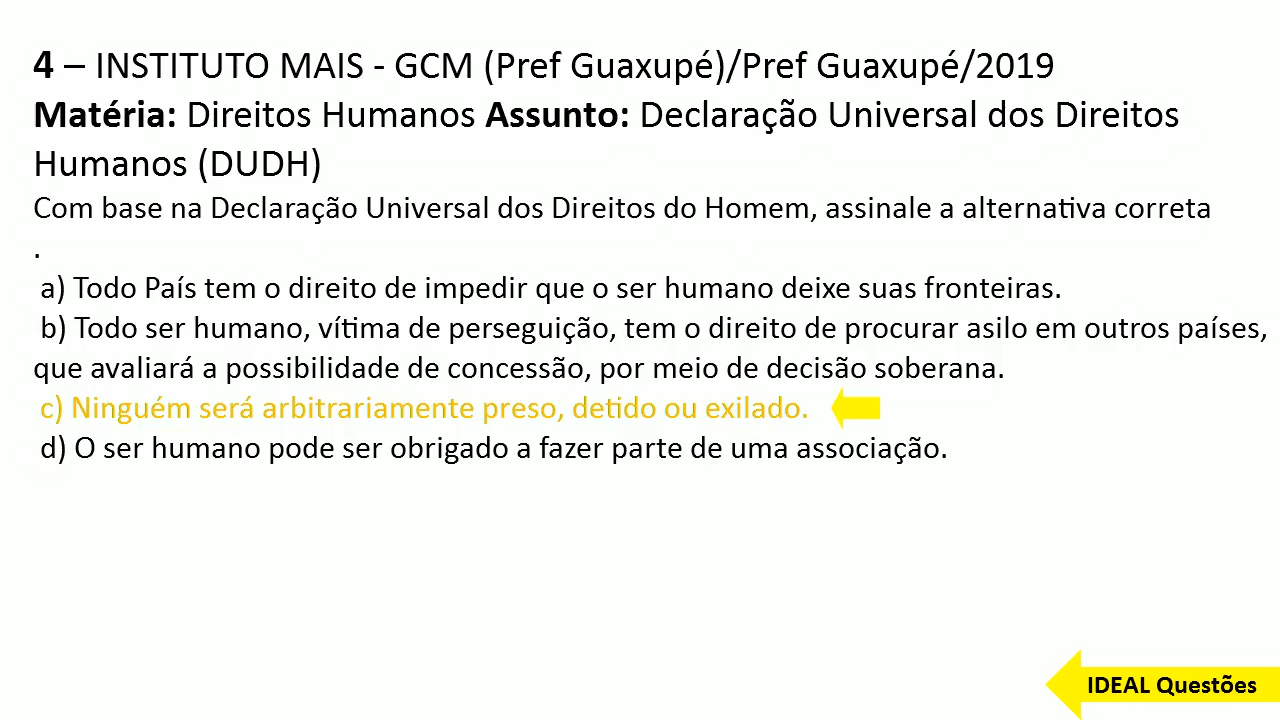 4 – INSTITUTO MAIS - GCM (Pref Guaxupé)/Pref Guaxupé/2019
Matéria: Direitos Humanos Assunto: Declaração Universal dos Direitos
Humanos (DUDH)
Com base na Declaração Universal dos Direitos do Homem, assinale a alternativa correta
.
a) Todo País tem o direito de impedir que o ser humano deixe suas fronteiras.
b) Todo ser humano, vítima de perseguição, tem o direito de procurar asilo em outros países,
que avaliará a possibilidade de concessão, por meio de decisão soberana.
c) Ninguém será arbitrariamente preso, detido ou exilado.
d) O ser humano pode ser obrigado a fazer parte de uma associação.
IDEAL Questões